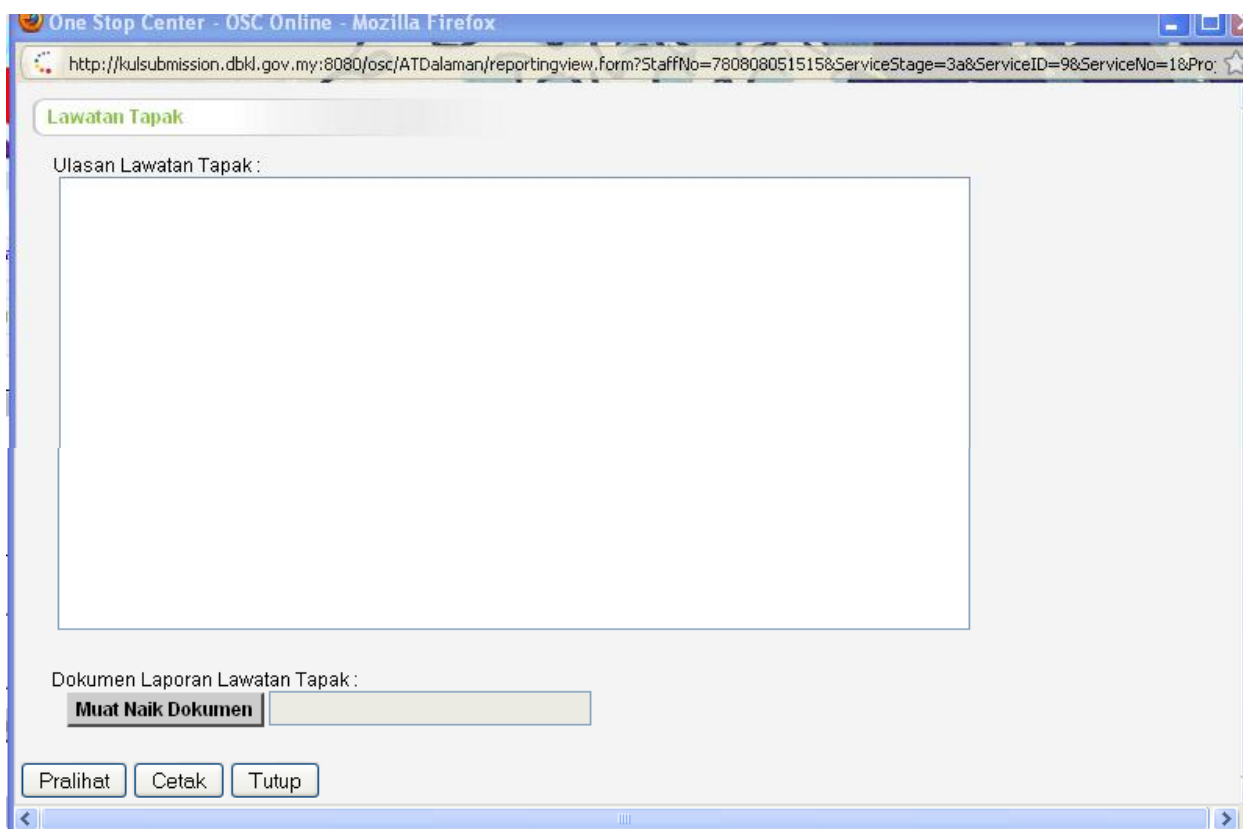 One Stop Center - OSC Online - Mozilla Firefox
http://kulsubmission.dbkl.gov.my:8080/osc/ATDalaman/reportingview.form?StaffNo=780808051515&ServiceStage=3a&ServiceID=9&ServiceNo=1&Pro
Lawatan Tapak
Ulasan Lawatan Tapak :
Dokumen Laporan Lawatan Tapak :
Muat Naik Dokumen
Pralihat Cetak Tutup